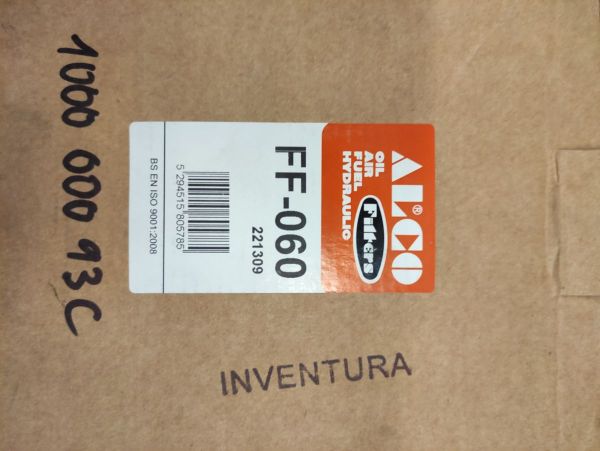 ALCO®
OIL
AIR
FUEL
HYDRAULIC
Filters
FF-060
221309
5 294515 805785
BS EN ISO 9001:2008
1000 600 93C
INVENTURA